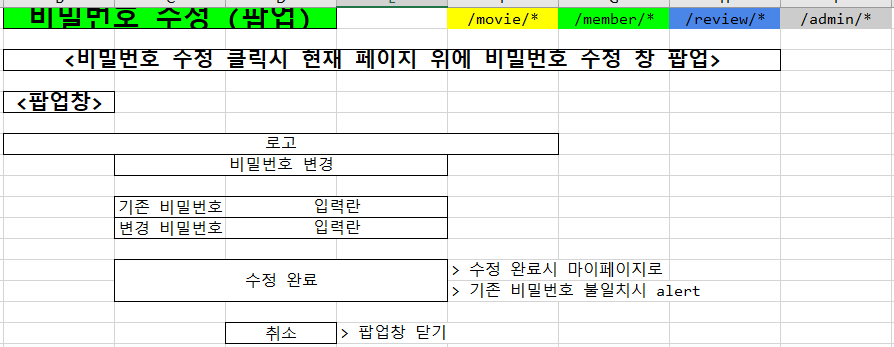 비밀번호 수정 (팝업) /movie/* /member/* /review/* /admin/*
<비밀번호 수정 클릭시 현재 페이지 위에 비밀번호 수정 창 팝업>
<팝업창>
로고
비밀번호 변경
기존 비밀번호 입력란
변경 비밀번호 입력란
수정 완료
> 수정 완료시 마이페이지로
> 기존 비밀번호 불일치시 alert
취소 > 팝업창 닫기